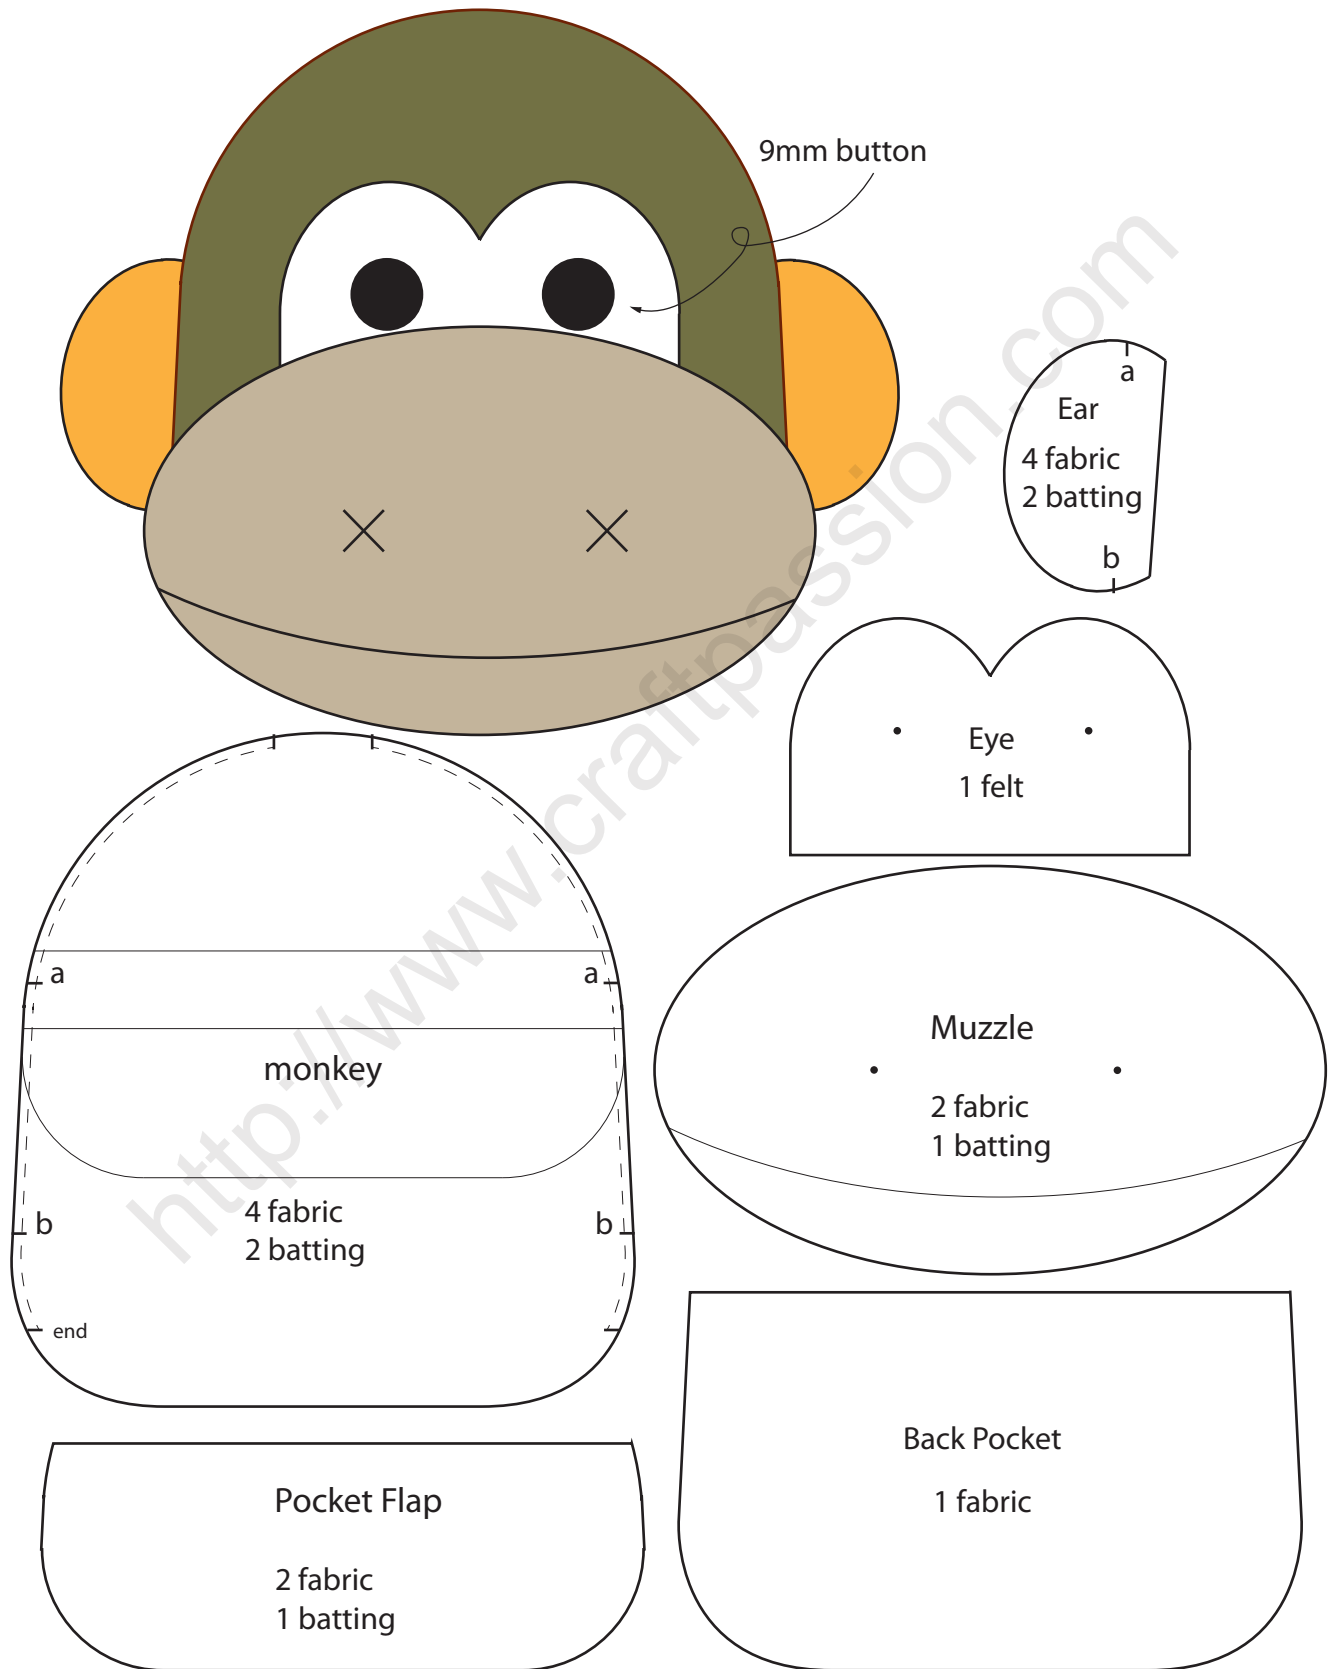 9mm button
a
Ear
4 fabric
2 batting
b
Eye
1 felt
a a
monkey
4 fabric
2 batting
b b
end
Muzzle
2 fabric
1 batting
Pocket Flap
2 fabric
1 batting
Back Pocket
1 fabric
http://www.craftpassion.com